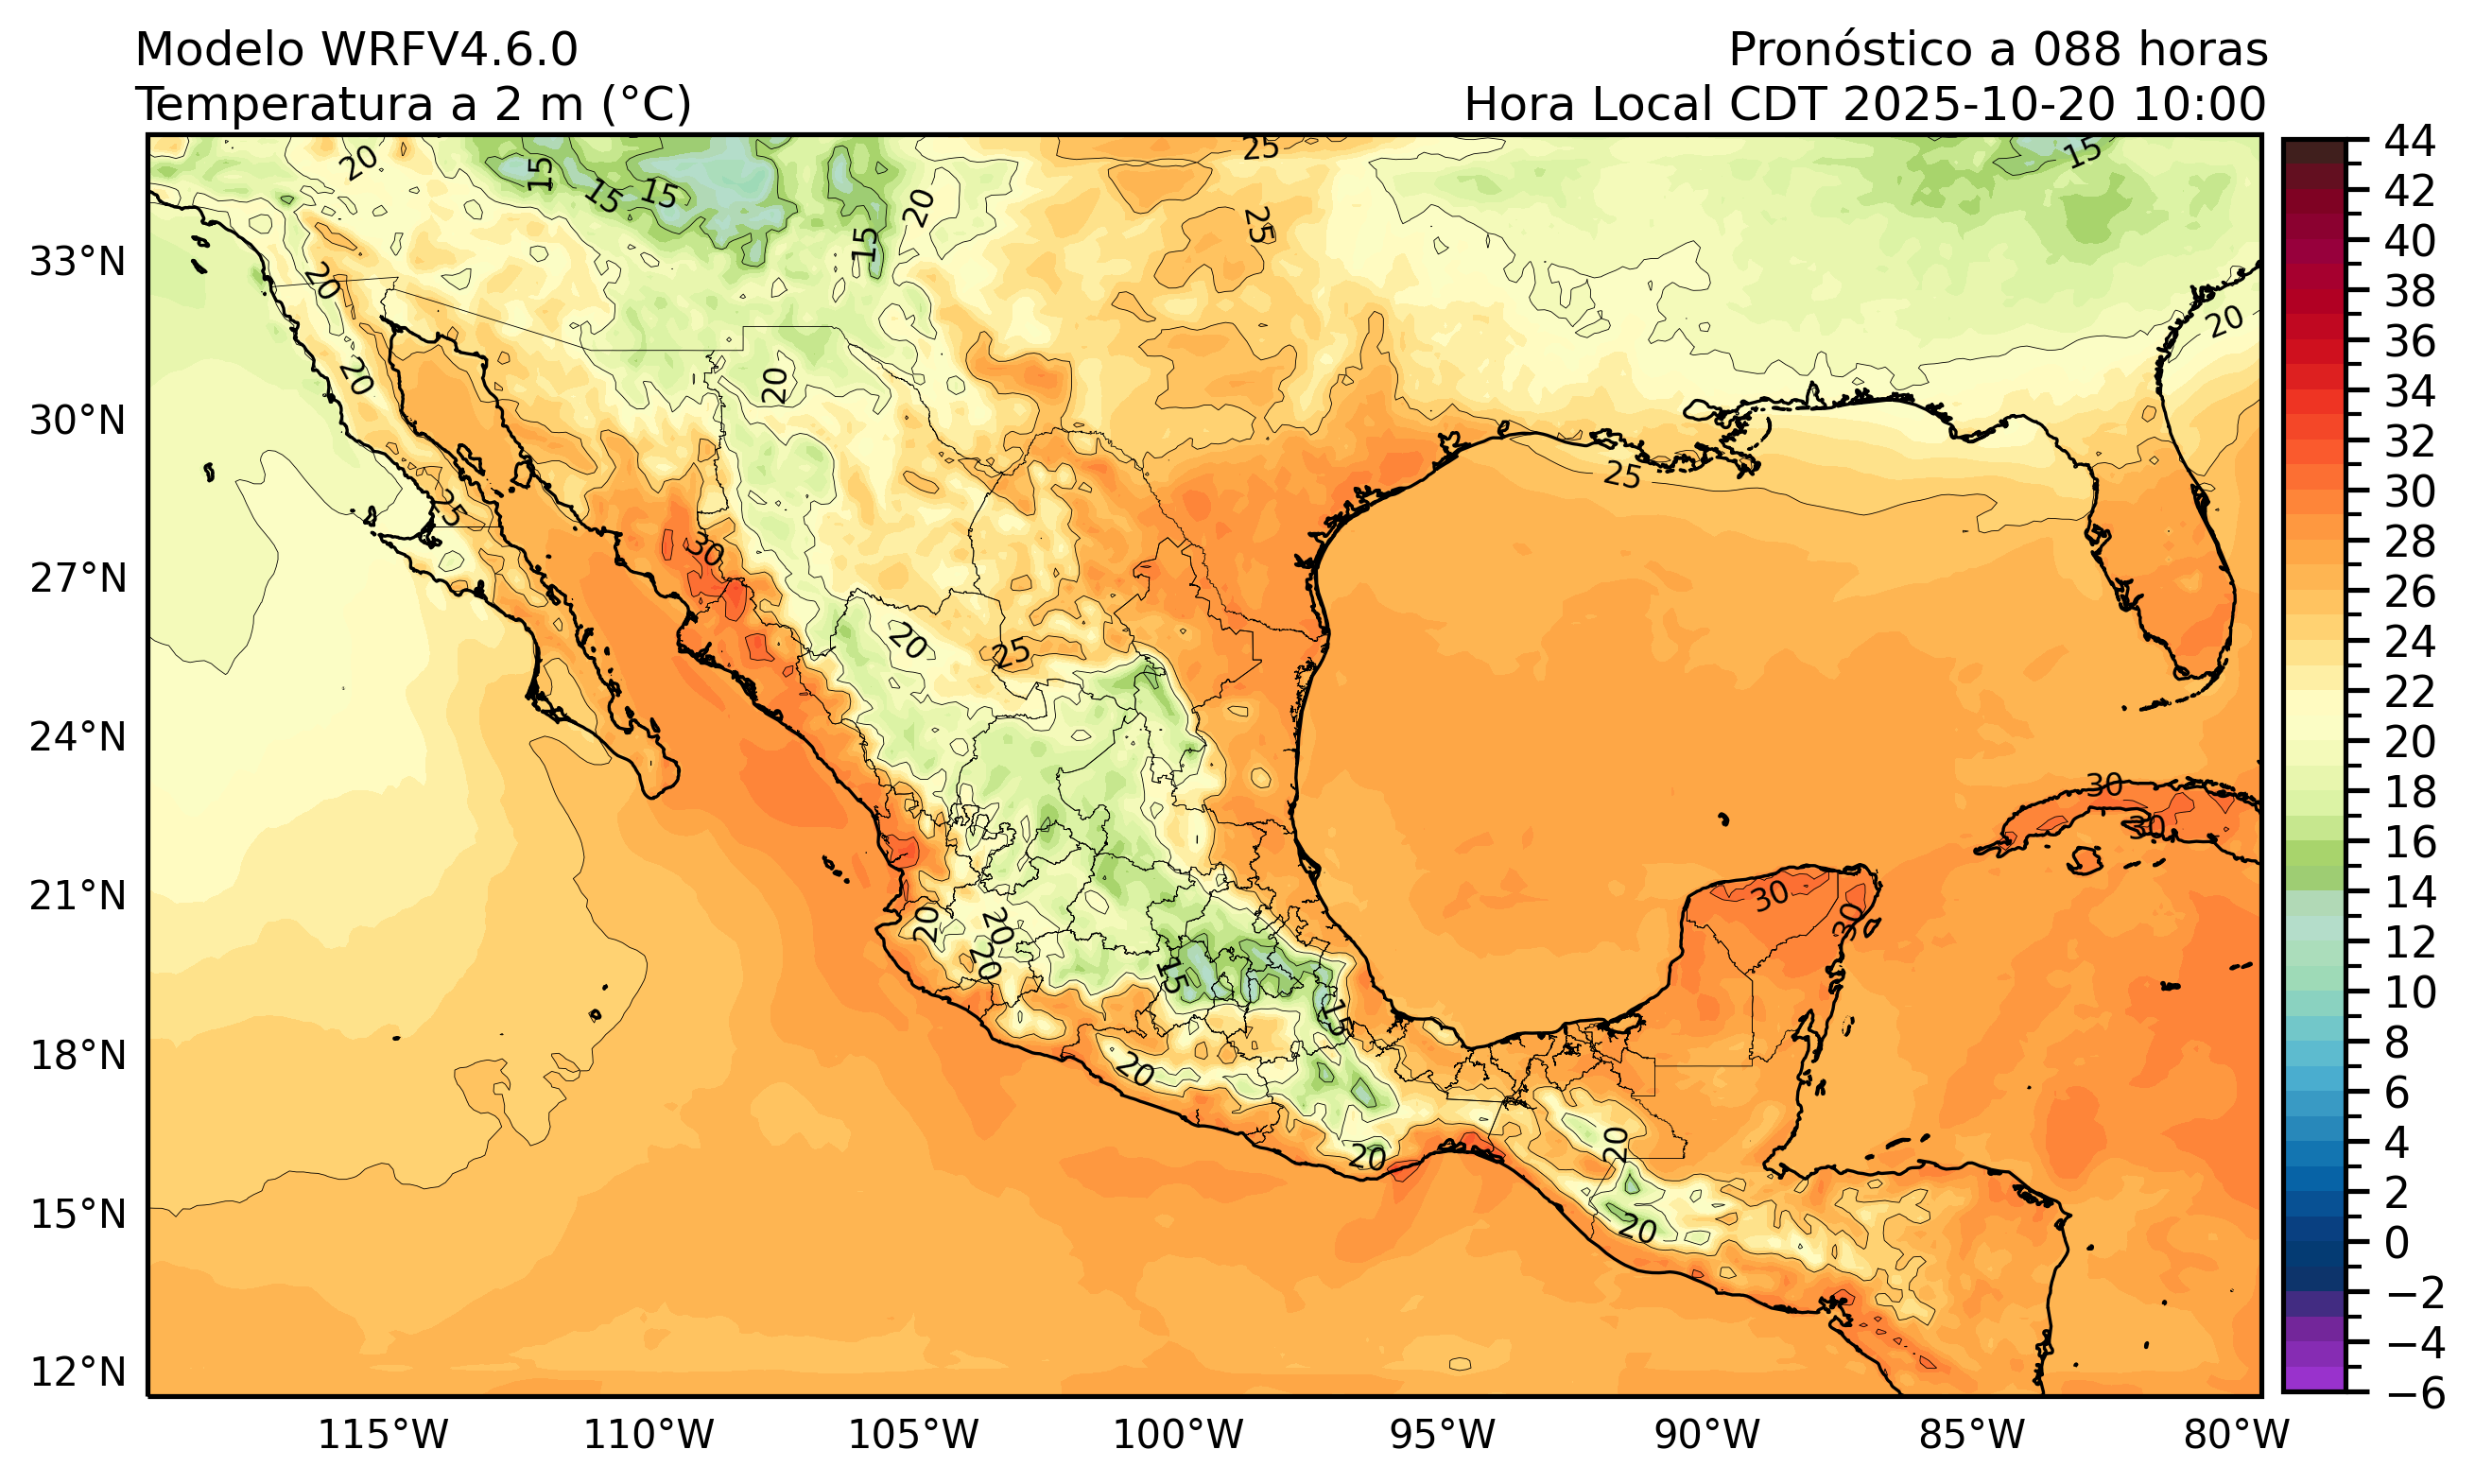 Modelo WRFV4.6.0
Pronóstico a 088 horas
Temperatura a 2 m (°C)
Hora Local CDT 2025-10-20 10:00
33°N
30°N
27°N
24°N
21°N
18°N
15°N
12°N
115°W
110°W
105°W
100°W
95°W
90°W
85°W
80°W
44
42
40
38
36
34
32
30
28
26
24
22
20
18
16
14
12
10
8
6
4
2
0
−2
−4
−6
20
15
15
15
15
20
25
25
15
20
20
20
20
25
25
30
20
25
30
30
30
30
20
20
20
15
15
20
20
20
20